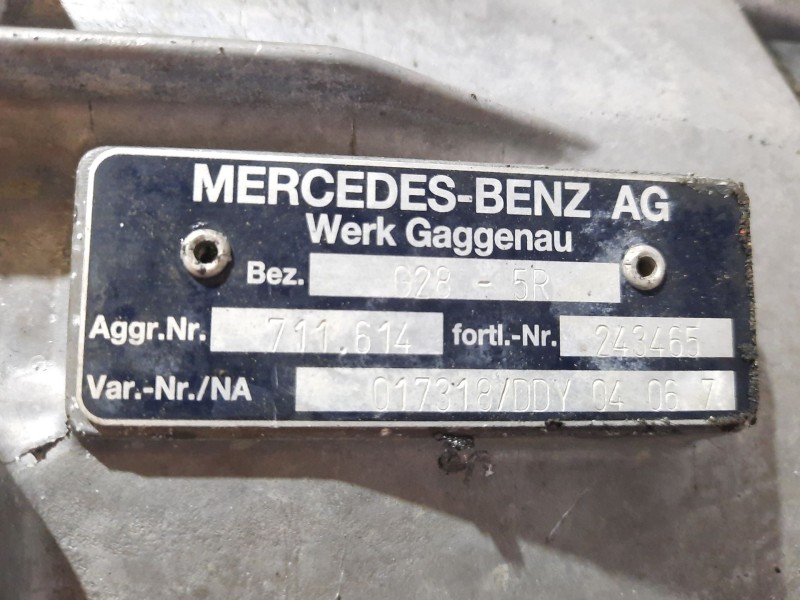 MERCEDES-BENZ AG
Werk Gaggenau
Bez. G28 - 5R
Aggr.Nr. 711.614 fortl.-Nr. 243465
Var.-Nr./NA 017318/DDY 04 06 7